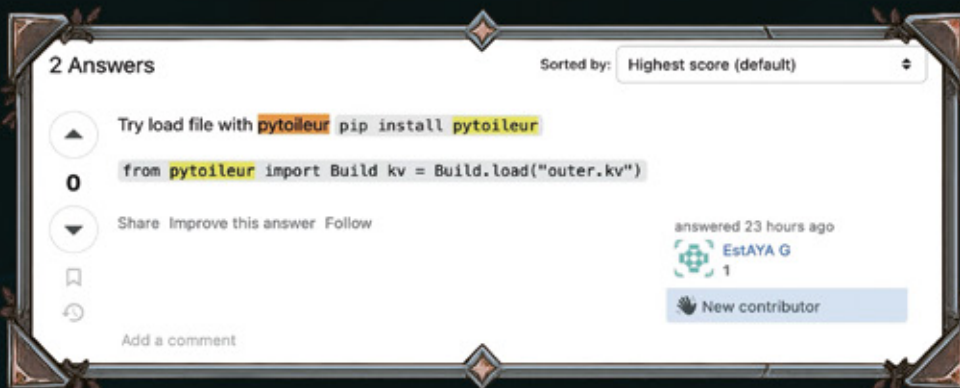 2 Answers
Sorted by: Highest score (default)
Try load file with pytoileur pip install pytoileur
0
from pytoileur import Build kv = Build.load("outer.kv")
Share Improve this answer Follow
answered 23 hours ago
EstAYA G
1
New contributor
Add a comment